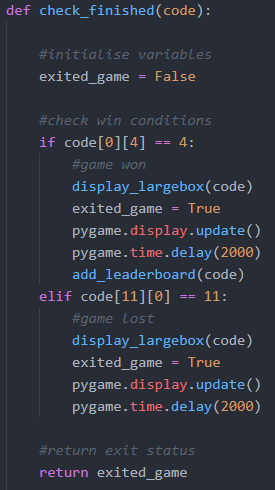 def check_finished(code):
#initialise variables
exited_game = False
#check win conditions
if code[0][4] == 4:
#game won
display_largebox(code)
exited_game = True
pygame.display.update()
pygame.time.delay(2000)
add_leaderboard(code)
elif code[11][0] == 11:
#game lost
display_largebox(code)
exited_game = True
pygame.display.update()
pygame.time.delay(2000)
#return exit status
return exited_game